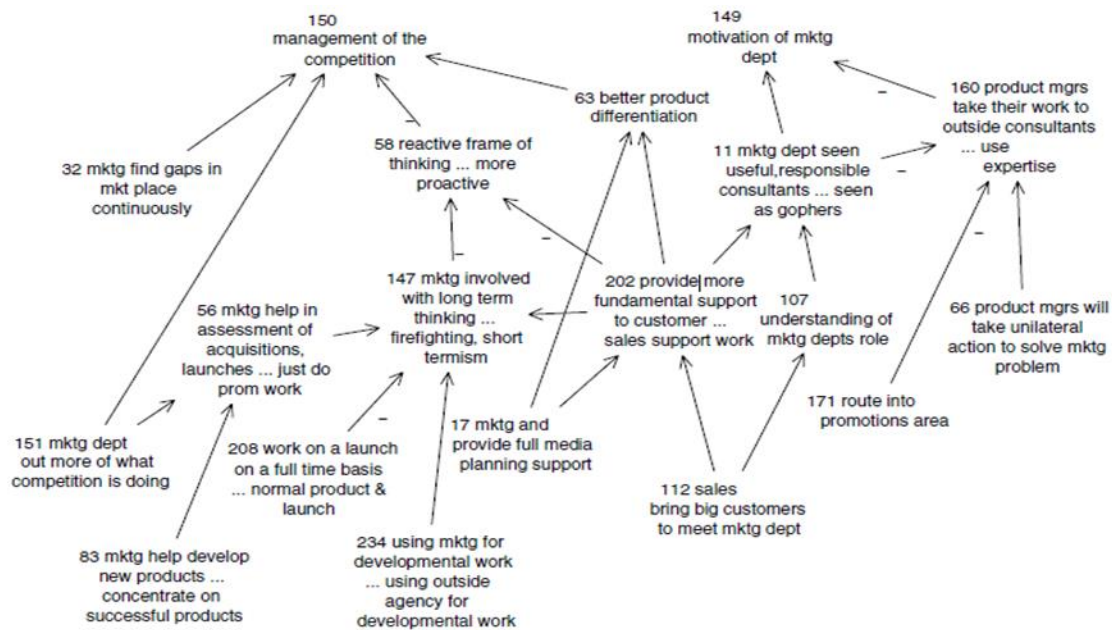 150
management of the
competition
149
motivation of mktg
dept
63 better product
differentiation
160 product mgrs
take their work to
outside consultants
... use
expertise
58 reactive frame of
thinking ... more
proactive
11 mktg dept seen
useful,responsible
consultants ... seen
as gophers
32 mktg find gaps in
mkt place
continuously
147 mktg involved
with long term
thinking ...
firefighting, short
termism
202 provide more
fundamental support
to customer ...
sales support work
107
understanding of
mktg depts role
66 product mgrs will
take unilateral
action to solve mktg
problem
56 mktg help in
assessment of
acquisitions,
launches ... just do
prom work
171 route into
promotions area
151 mktg dept
out more of what
competition is doing
208 work on a launch
on a full time basis
... normal product &
launch
17 mktg and
provide full media
planning support
112 sales
bring big customers
to meet mktg dept
83 mktg help develop
new products ...
concentrate on
successful products
234 using mktg for
developmental work
... using outside
agency for
developmental work